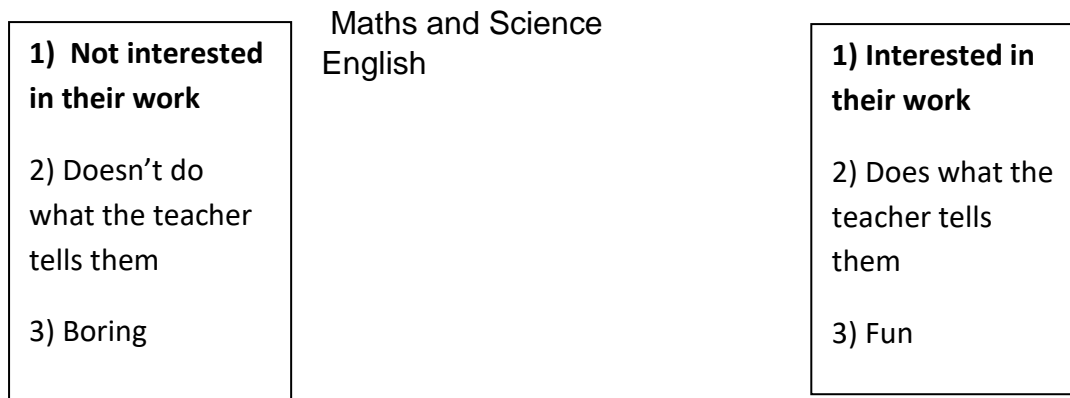 Maths and Science
English
1) Not interested
in their work
2) Doesn’t do
what the teacher
tells them
3) Boring
1) Interested in
their work
2) Does what the
teacher tells
them
3) Fun